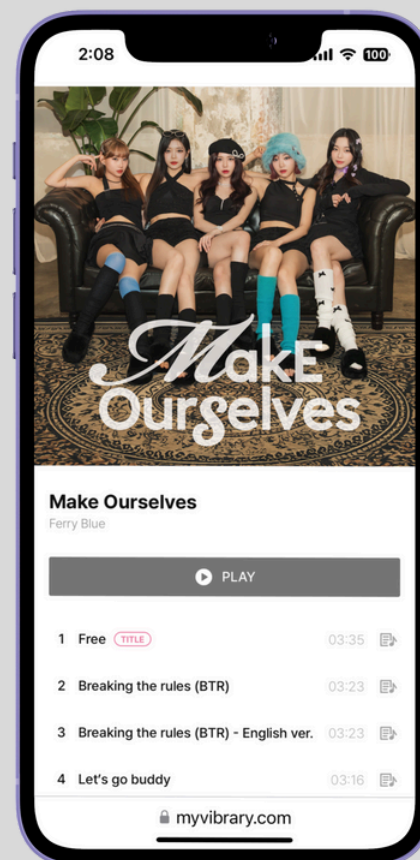 2:08
100
MakE
Ourselves
Make Ourselves
Ferry Blue
PLAY
1 Free TITLE 03:35
2 Breaking the rules (BTR) 03:23
3 Breaking the rules (BTR) - English ver. 03:23
4 Let's go buddy 03:16
myvibrary.com